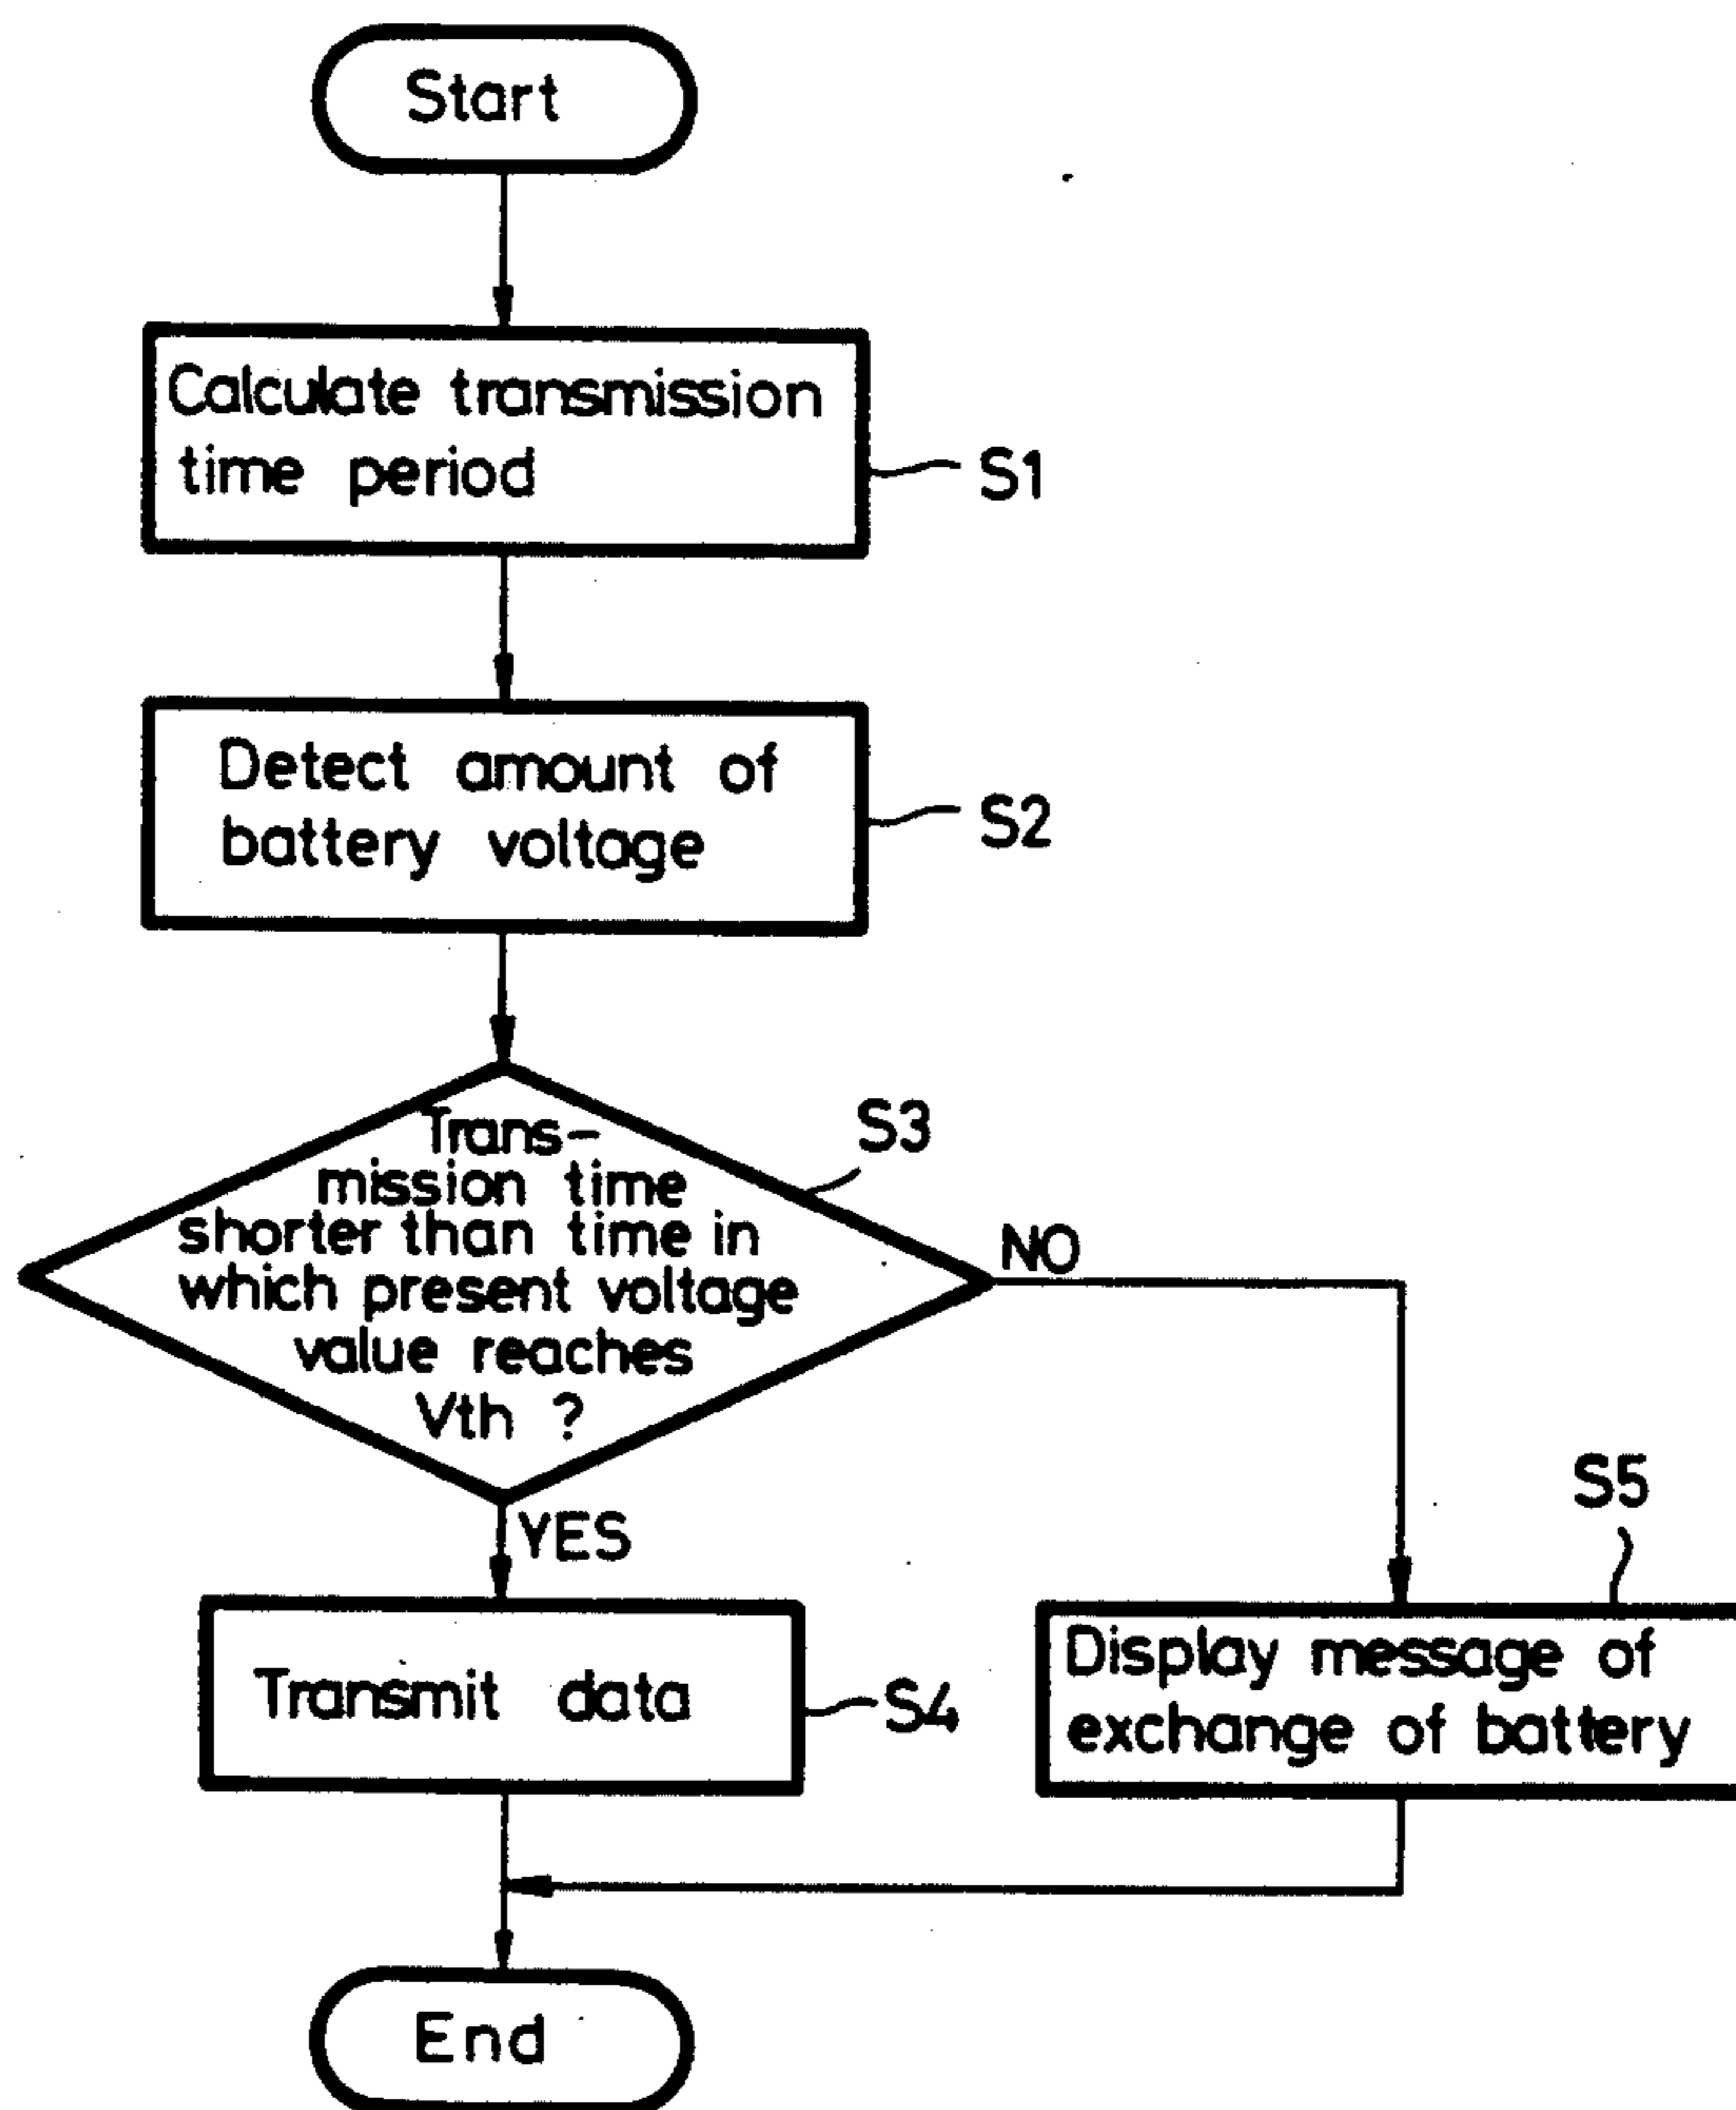 Start
Calculate transmission
time period
S1
Detect amount of
battery voltage
S2
Trans-
mission time
shorter than time in
which present voltage
value reaches
Vth ?
S3
NO
YES
Transmit data
S4
S5
Display message of
exchange of battery
End